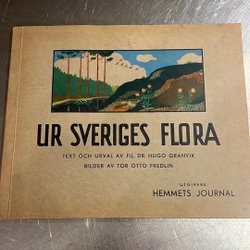 UR SVERIGES FLORA
TEXT OCH URVAL AV FIL. DR HUGO GRANVIK
BILDER AV TOR OTTO FREDLIN
UTGIVARE
HEMMETS JOURNAL